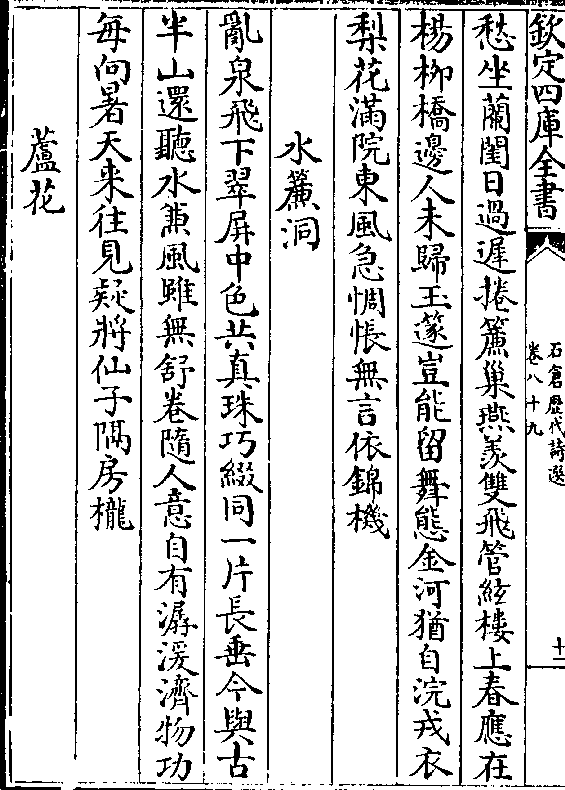 欽定四庫全書
石倉歷代詩選
卷八十九
十二
愁坐蘭閨日過遲捲簾巢燕羨雙飛管絃樓上春應在
楊柳橋邊人未歸玉篴豈能留舞態金河猶自浣戎衣
梨花滿院東風急惆悵無言依錦機
水簾洞
亂泉飛下翠屏中色共真珠巧綴同一片長垂今與古
半山還聽水兼風雖無舒卷隨人意自有潺湲濟物功
每向暑天来往見疑將仙子隔房櫳
蘆花